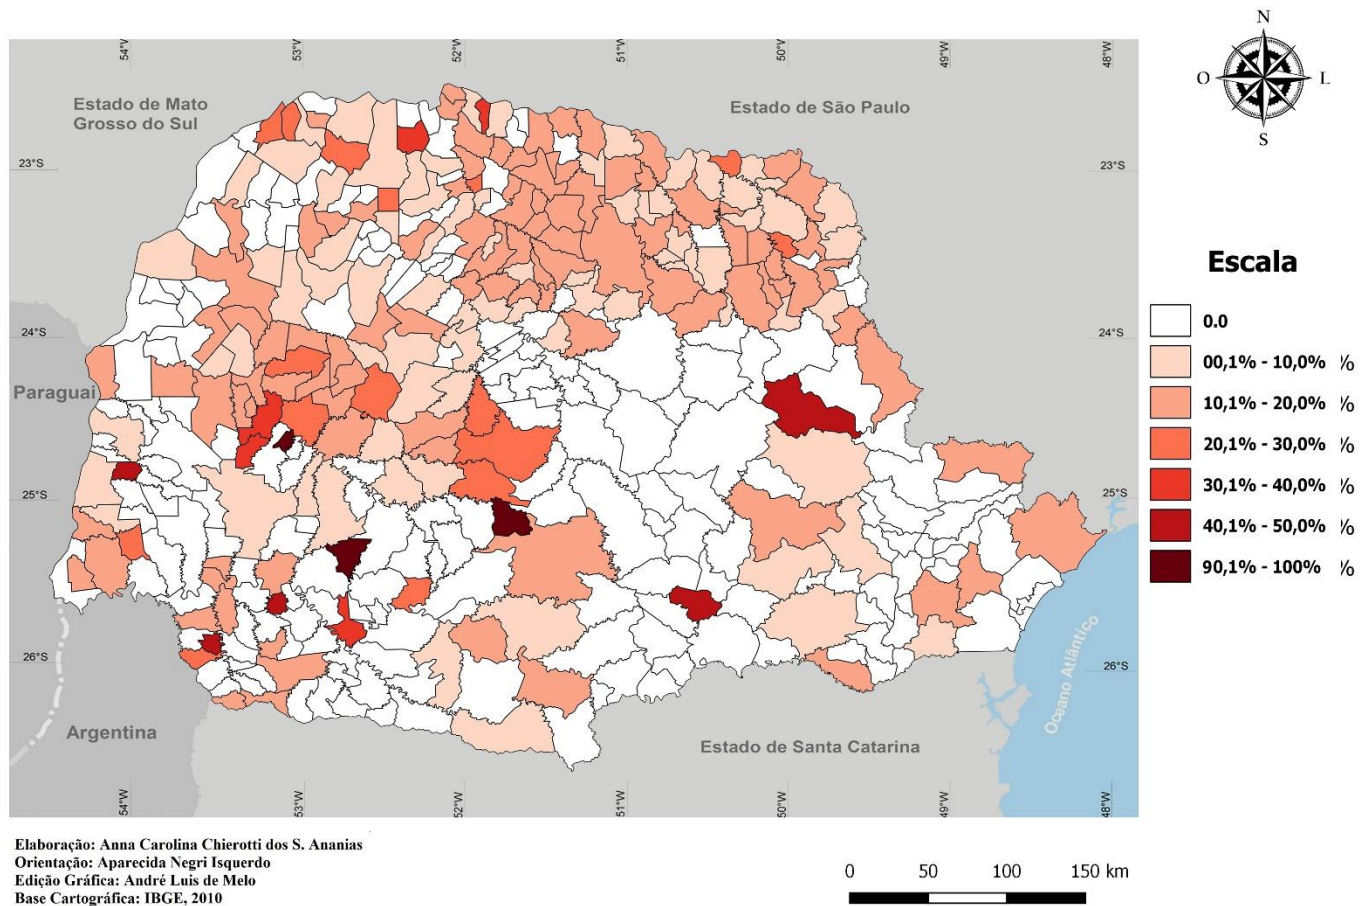 54°W
53°W
52°W
51°W
50°W
49°W
48°W
N
O
L
S
Estado de Mato
Grosso do Sul
Estado de São Paulo
23°S
23°S
Escala
0.0
00,1% - 10,0% %
10,1% - 20,0% %
20,1% - 30,0% %
30,1% - 40,0% %
40,1% - 50,0% %
90,1% - 100% %
24°S
24°S
Paraguai
25°S
25°S
26°S
26°S
Oceano Atlântico
Argentina
Estado de Santa Catarina
54°W
53°W
52°W
51°W
50°W
49°W
48°W
Elaboração: Anna Carolina Chierotti dos S. Ananias
Orientação: Aparecida Negri Isquerdo
Edição Gráfica: André Luis de Melo
Base Cartográfica: IBGE, 2010
0 50 100 150 km